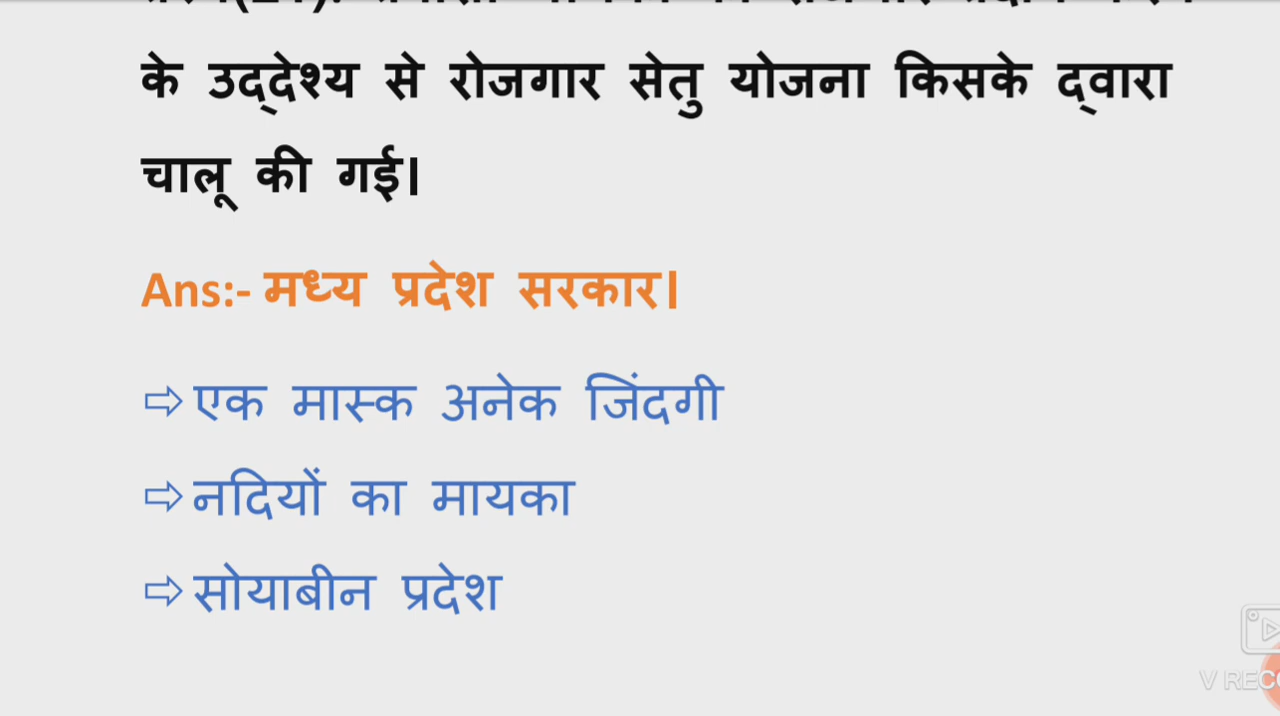 के उद्देश्य से रोजगार सेतु योजना किसके द्वारा
चालू की गई।
Ans:- मध्य प्रदेश सरकार।
⇨ एक मास्क अनेक जिंदगी
⇨ नदियों का मायका
⇨ सोयाबीन प्रदेश